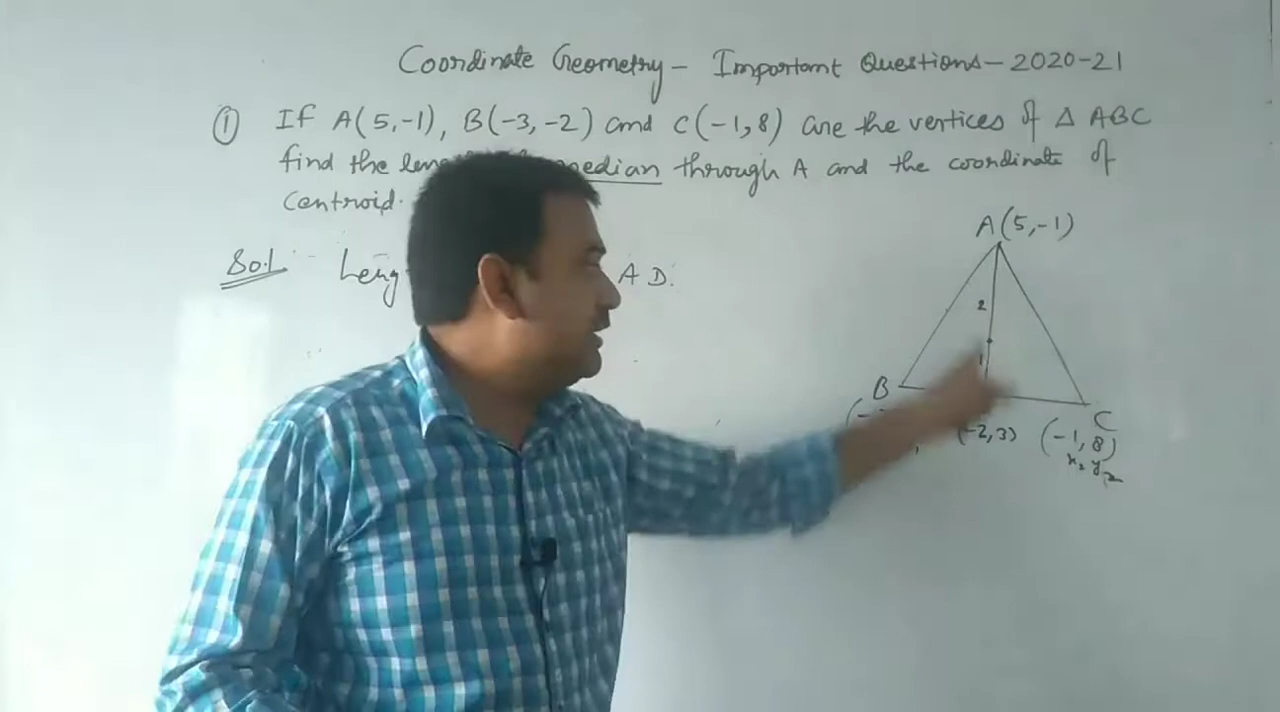 Coordinate Geometry - Important Questions - 2020-21
① If A(5,-1), B(-3,-2) and C(-1,8) are the vertices of Δ ABC
find the median through A and the coordinate of
Centroid.
Sol. - AD.
A(5,-1)
2
1
B
C
(-2,3)
(-1,8)
x₂ y₂